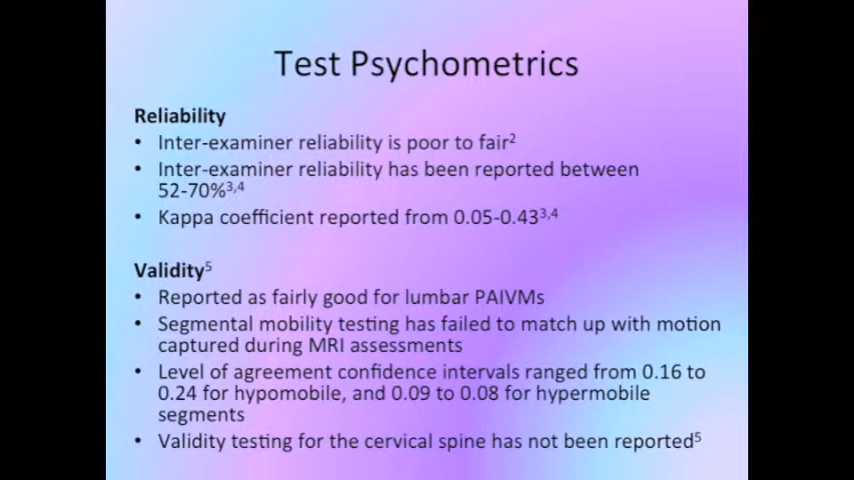 Test Psychometrics
Reliability
• Inter-examiner reliability is poor to fair2
• Inter-examiner reliability has been reported between
52-70%3,4
• Kappa coefficient reported from 0.05-0.433,4
Validity5
• Reported as fairly good for lumbar PAIVMs
• Segmental mobility testing has failed to match up with motion
captured during MRI assessments
• Level of agreement confidence intervals ranged from 0.16 to
0.24 for hypomobile, and 0.09 to 0.08 for hypermobile
segments
• Validity testing for the cervical spine has not been reported5